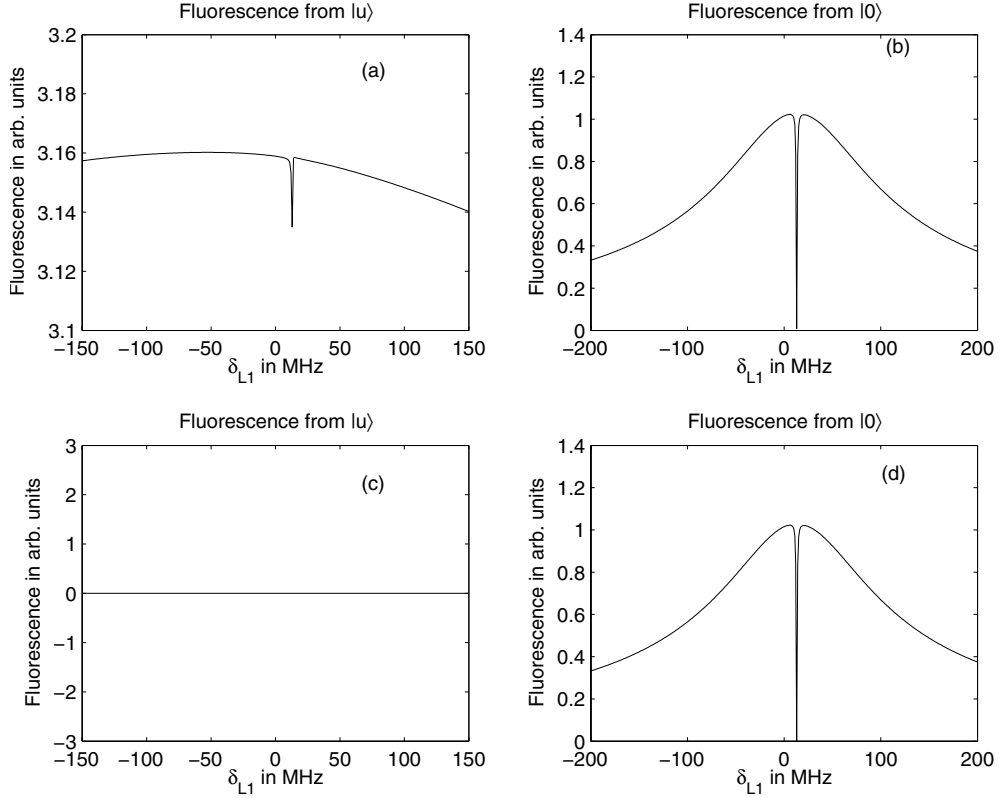 Fluorescence from |u⟩
Fluorescence in arb. units
3.2
3.18
3.16
3.14
3.12
3.1
(a)
−150 −100 −50 0 50 100 150
δL1 in MHz
Fluorescence from |0⟩
Fluorescence in arb. units
1.4
1.2
1
0.8
0.6
0.4
0.2
0
(b)
−200 −100 0 100 200
δL1 in MHz
Fluorescence from |u⟩
Fluorescence in arb. units
3
2
1
0
−1
−2
−3
(c)
−150 −100 −50 0 50 100 150
δL1 in MHz
Fluorescence from |0⟩
Fluorescence in arb. units
1.4
1.2
1
0.8
0.6
0.4
0.2
0
(d)
−200 −100 0 100 200
δL1 in MHz